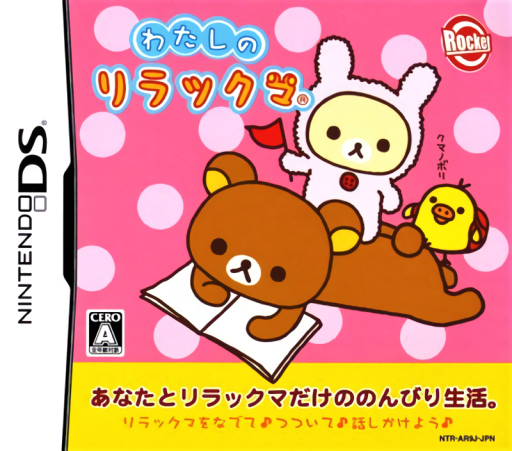 わたしの
リラックマ®
Rocket
クマノボリ
NINTENDO DS®
CERO
A
全年齢対象
あなたとリラックマだけののんびり生活。
リラックマをなでて♪つついて♪話しかけよう♪
NTR-AR9J-JPN